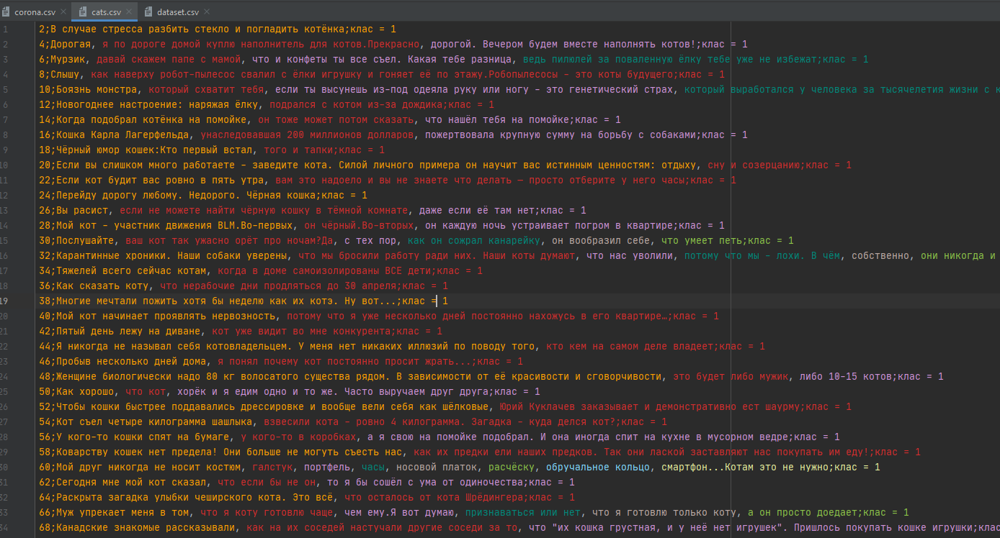 corona.csv cats.csv dataset.csv
1 2;В случае стресса разбить стекло и погладить котёнка;клас = 1
2 4;Дорогая, я по дороге домой куплю наполнитель для котов.Прекрасно, дорогой. Вечером будем вместе наполнять котов!;клас = 1
3 6;Мурзик, давай скажем папе с мамой, что и конфеты ты все съел. Какая тебе разница, ведь пилюлей за поваленную ёлку тебе уже не избежат;клас = 1
4 8;Слышу, как наверху робот-пылесос свалил с ёлки игрушку и гоняет её по этажу.Робопылесосы - это коты будущего;клас = 1
5 10;Боязнь монстра, который схватит тебя, если ты высунешь из-под одеяла руку или ногу - это генетический страх, который выработался у человека за тысячелетия жизни с к
6 12;Новогоднее настроение: наряжая ёлку, подрался с котом из-за дождика;клас = 1
7 14;Когда подобрал котёнка на помойке, он тоже может потом сказать, что нашёл тебя на помойке;клас = 1
8 16;Кошка Карла Лагерфельда, унаследовавшая 200 миллионов долларов, пожертвовала крупную сумму на борьбу с собаками;клас = 1
9 18;Чёрный юмор кошек:Кто первый встал, того и тапки;клас = 1
10 20;Если вы слишком много работаете - заведите кота. Силой личного примера он научит вас истинным ценностям: отдыху, сну и созерцанию;клас = 1
11 22;Если кот будит вас ровно в пять утра, вам это надоело и вы не знаете что делать — просто отберите у него часы;клас = 1
12 24;Перейду дорогу любому. Недорого. Чёрная кошка;клас = 1
13 26;Вы расист, если не можете найти чёрную кошку в тёмной комнате, даже если её там нет;клас = 1
14 28;Мой кот - участник движения BLM.Во-первых, он чёрный.Во-вторых, он каждую ночь устраивает погром в квартире;клас = 1
15 30;Послушайте, ваш кот так ужасно орёт про ночам?Да, с тех пор, как он сожрал канарейку, он вообразил себе, что умеет петь;клас = 1
16 32;Карантинные хроники. Наши собаки уверены, что мы бросили работу ради них. Наши коты думают, что нас уволили, потому что мы - лохи. В чём, собственно, они никогда и
17 34;Тяжелей всего сейчас котам, когда в доме самоизолированы ВСЕ дети;клас = 1
18 36;Как сказать коту, что нерабочие дни продляться до 30 апреля;клас = 1
19 38;Многие мечтали пожить хотя бы неделю как их котэ. Ну вот...;клас = 1
20 40;Мой кот начинает проявлять нервозность, потому что я уже несколько дней постоянно нахожусь в его квартире…;клас = 1
21 42;Пятый день лежу на диване, кот уже видит во мне конкурента;клас = 1
22 44;Я никогда не называл себя котовладельцем. У меня нет никаких иллюзий по поводу того, кто кем на самом деле владеет;клас = 1
23 46;Пробыв несколько дней дома, я понял почему кот постоянно просит жрать...;клас = 1
24 48;Женщине биологически надо 80 кг волосатого существа рядом. В зависимости от её красивости и сговорчивости, это будет либо мужик, либо 10-15 котов;клас = 1
25 50;Как хорошо, что кот, хорёк и я едим одно и то же. Часто выручаем друг друга;клас = 1
26 52;Чтобы кошки быстрее поддавались дрессировке и вообще вели себя как шёлковые, Юрий Куклачев заказывает и демонстративно ест шаурму;клас = 1
27 54;Кот съел четыре килограмма шашлыка, взвесили кота - ровно 4 килограмма. Загадка - куда делся кот?;клас = 1
28 56;У кого-то кошки спят на бумаге, у кого-то в коробках, а я свою на помойке подобрал. И она иногда спит на кухне в мусорном ведре;клас = 1
29 58;Коварству кошек нет предела! Они больше не могуть съесть нас, как их предки ели наших предков. Так они лаской заставляют нас покупать им еду!;клас = 1
30 60;Мой друг никогда не носит костюм, галстук, портфель, часы, носовой платок, расчёску, обручальное кольцо, смартфон...Котам это не нужно;клас = 1
31 62;Сегодня мне мой кот сказал, что если бы не он, то я бы сошёл с ума от одиночества;клас = 1
32 64;Раскрыта загадка улыбки чеширского кота. Это всё, что осталось от кота Шрёдингера;клас = 1
33 66;Муж упрекает меня в том, что я коту готовлю чаще, чем ему.Я вот думаю, признаваться или нет, что я готовлю только коту, а он просто доедает;клас = 1
34 68;Канадские знакомые рассказывали, как на их соседей настучали другие соседи за то, что "их кошка грустная, и у неё нет игрушек". Пришлось покупать кошке игрушки;клас